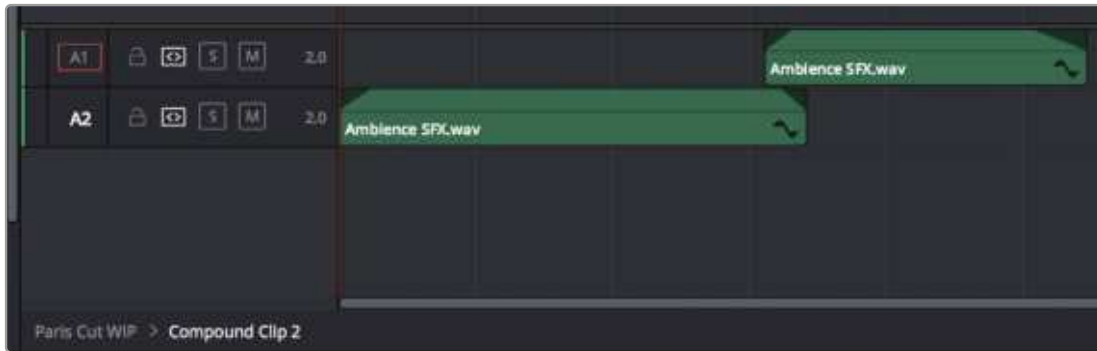 A1 S M 2.0
Ambience SFX.wav
A2 S M 2.0
Ambience SFX.wav
Paris Cut WIP > Compound Clip 2